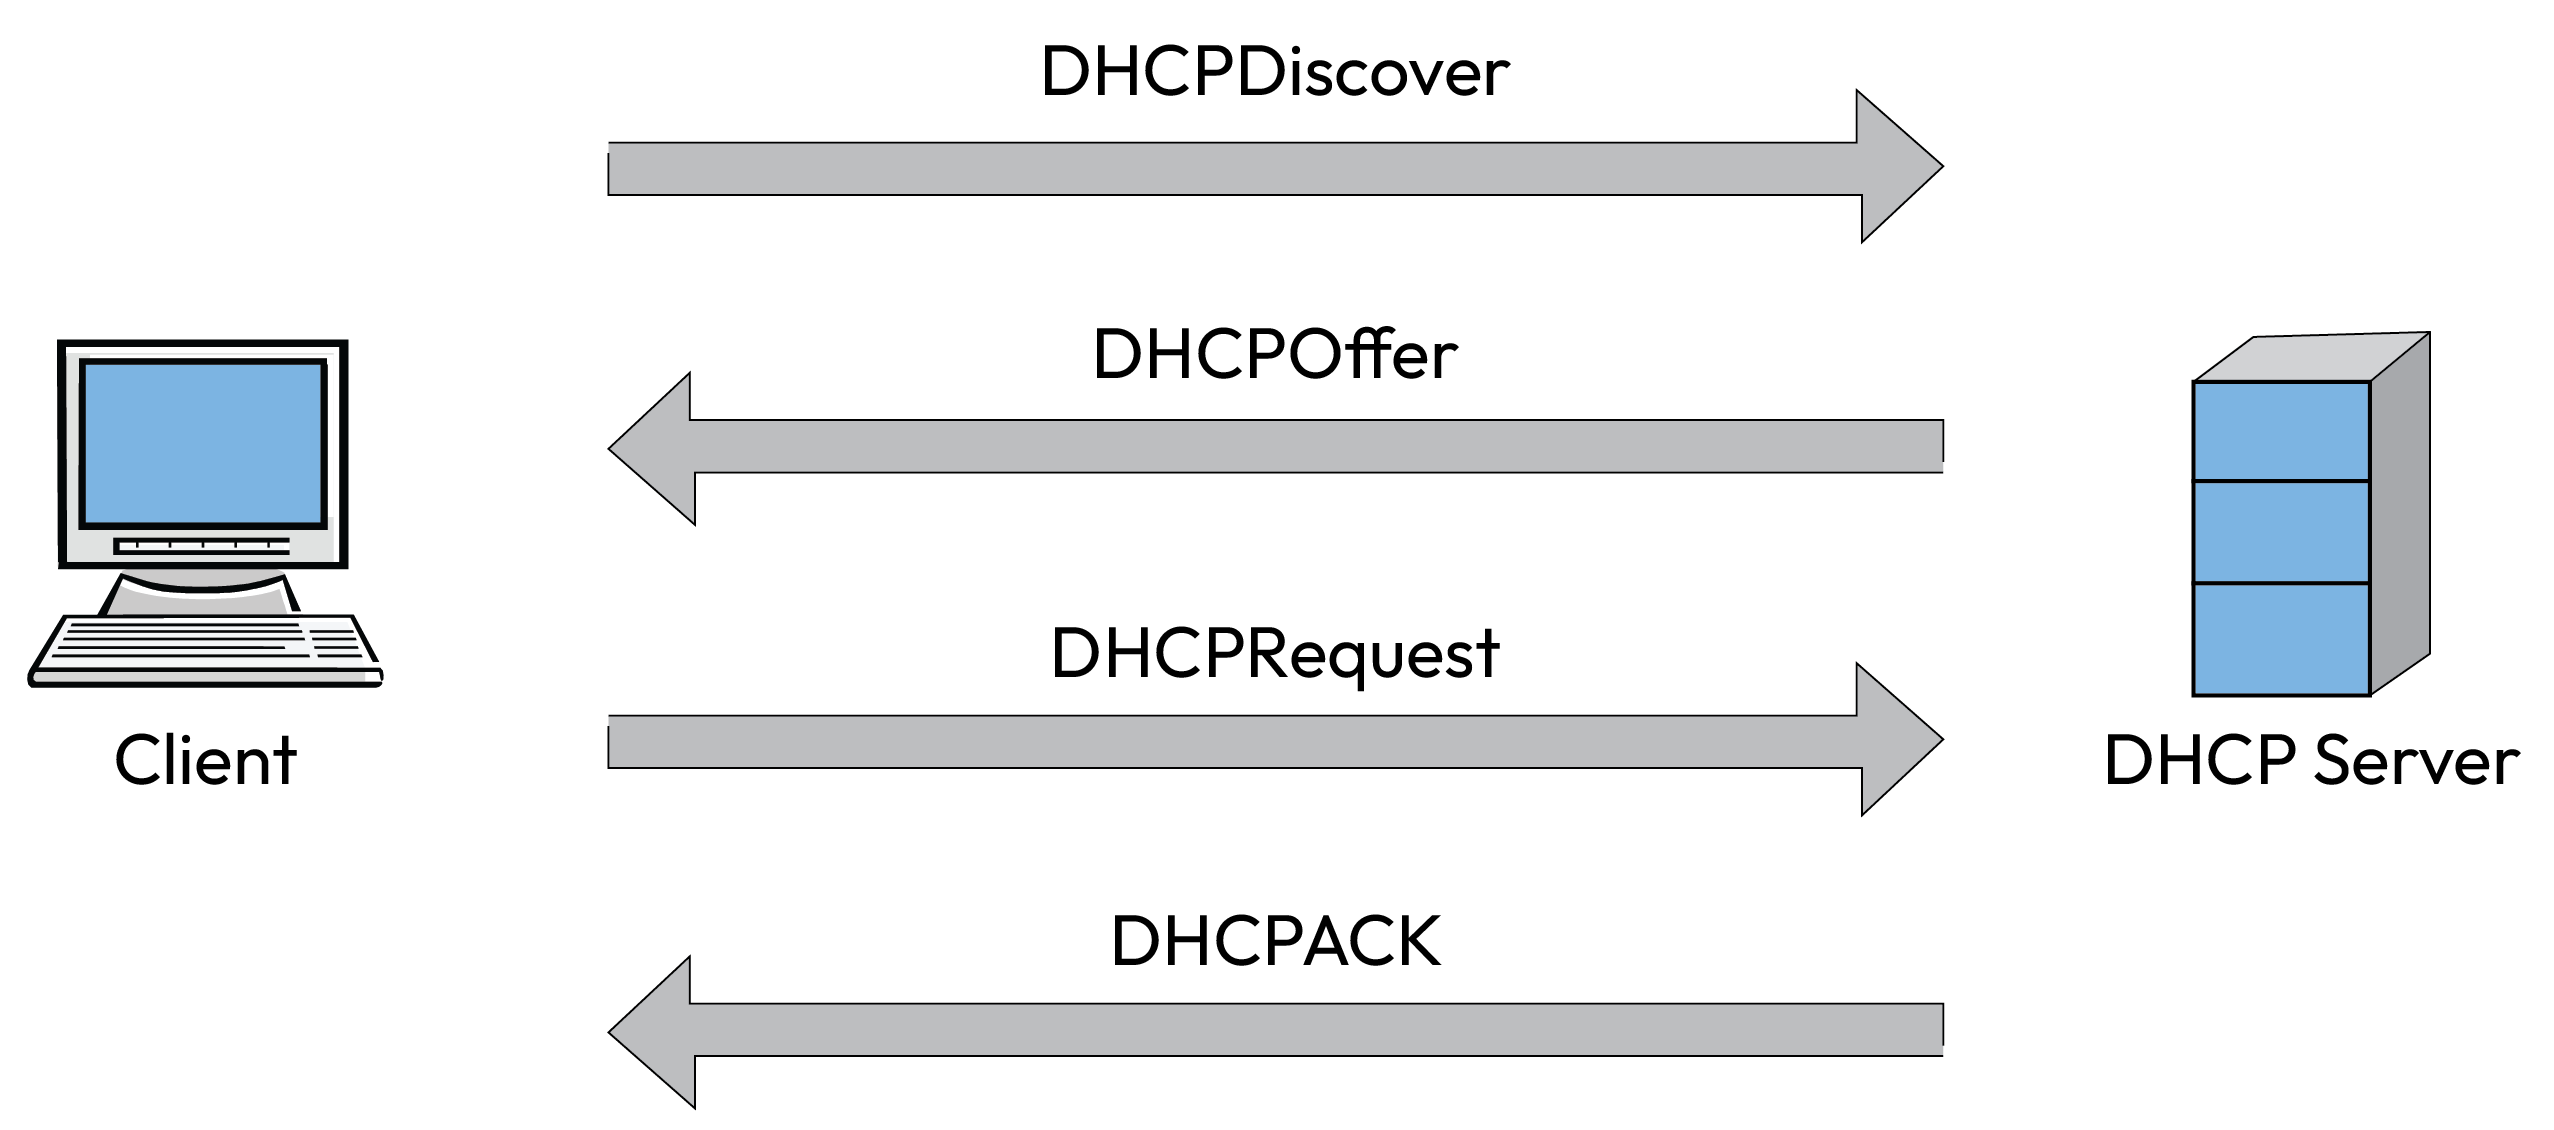 DHCPDiscover
DHCPOffer
DHCPRequest
Client
DHCP Server
DHCPACK